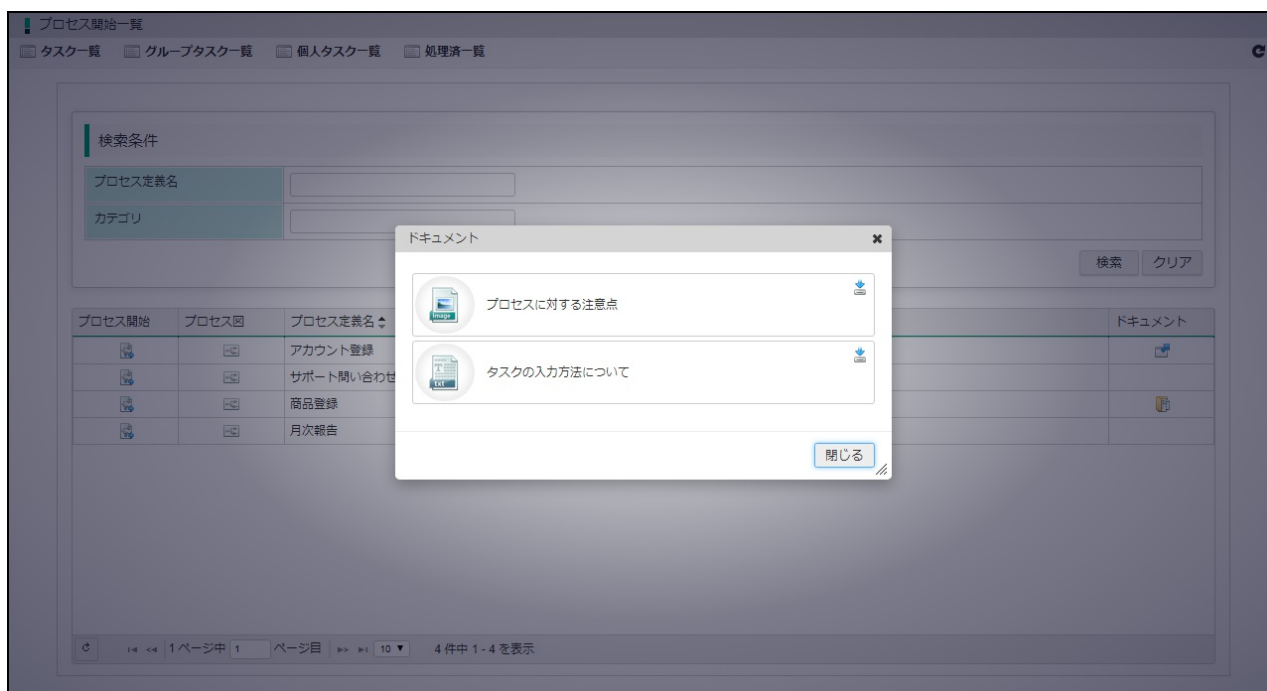 プロセス開始一覧
タスク一覧 グループタスク一覧 個人タスク一覧 処理済一覧
検索条件
プロセス定義名
カテゴリ
検索 クリア
ドキュメント
プロセスに対する注意点
Image
タスクの入力方法について
txt
閉じる
プロセス開始 プロセス図 プロセス定義名 ドキュメント
アカウント登録
サポート問い合わせ
商品登録
月次報告
1 ページ中 1 ページ目 10 4 件中 1 - 4 を表示